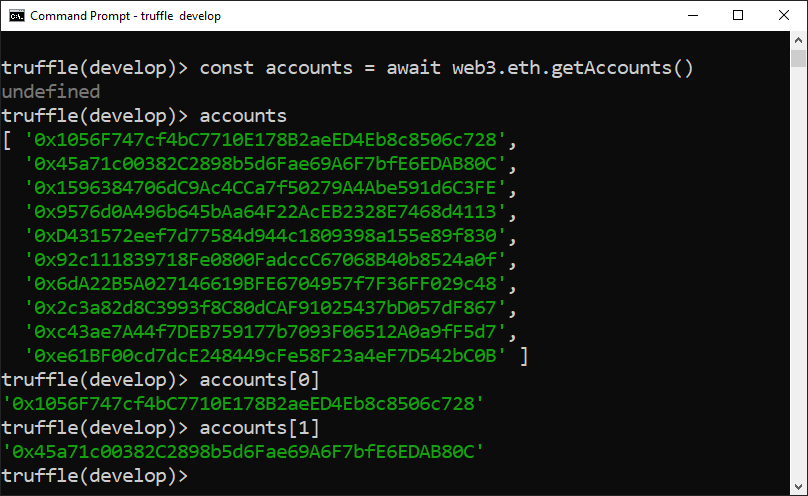 Command Prompt - truffle  develop
truffle(develop)> const accounts = await web3.eth.getAccounts()
undefined
truffle(develop)> accounts
[ '0x1056F747cf4bC7710E178B2aeED4Eb8c8506c728',
  '0x45a71c00382C2898b5d6Fae69A6F7bfE6EDAB80C',
  '0x1596384706dC9Ac4CCa7f50279A4Abe591d6C3FE',
  '0x9576d0A496b645bAa64F22AcEB2328E7468d4113',
  '0xD431572eef7d77584d944c1809398a155e89f830',
  '0x92c111839718Fe0800FadccC67068B40b8524a0f',
  '0x6dA22B5A027146619BFE6704957f7F36FF029c48',
  '0x2c3a82d8C3993f8C80dCAF91025437bD057dF867',
  '0xc43ae7A44f7DEB759177b7093F06512A0a9fF5d7',
  '0xe61BF00cd7dcE248449cFe58F23a4eF7D542bC0B' ]
truffle(develop)> accounts[0]
'0x1056F747cf4bC7710E178B2aeED4Eb8c8506c728'
truffle(develop)> accounts[1]
'0x45a71c00382C2898b5d6Fae69A6F7bfE6EDAB80C'
truffle(develop)>